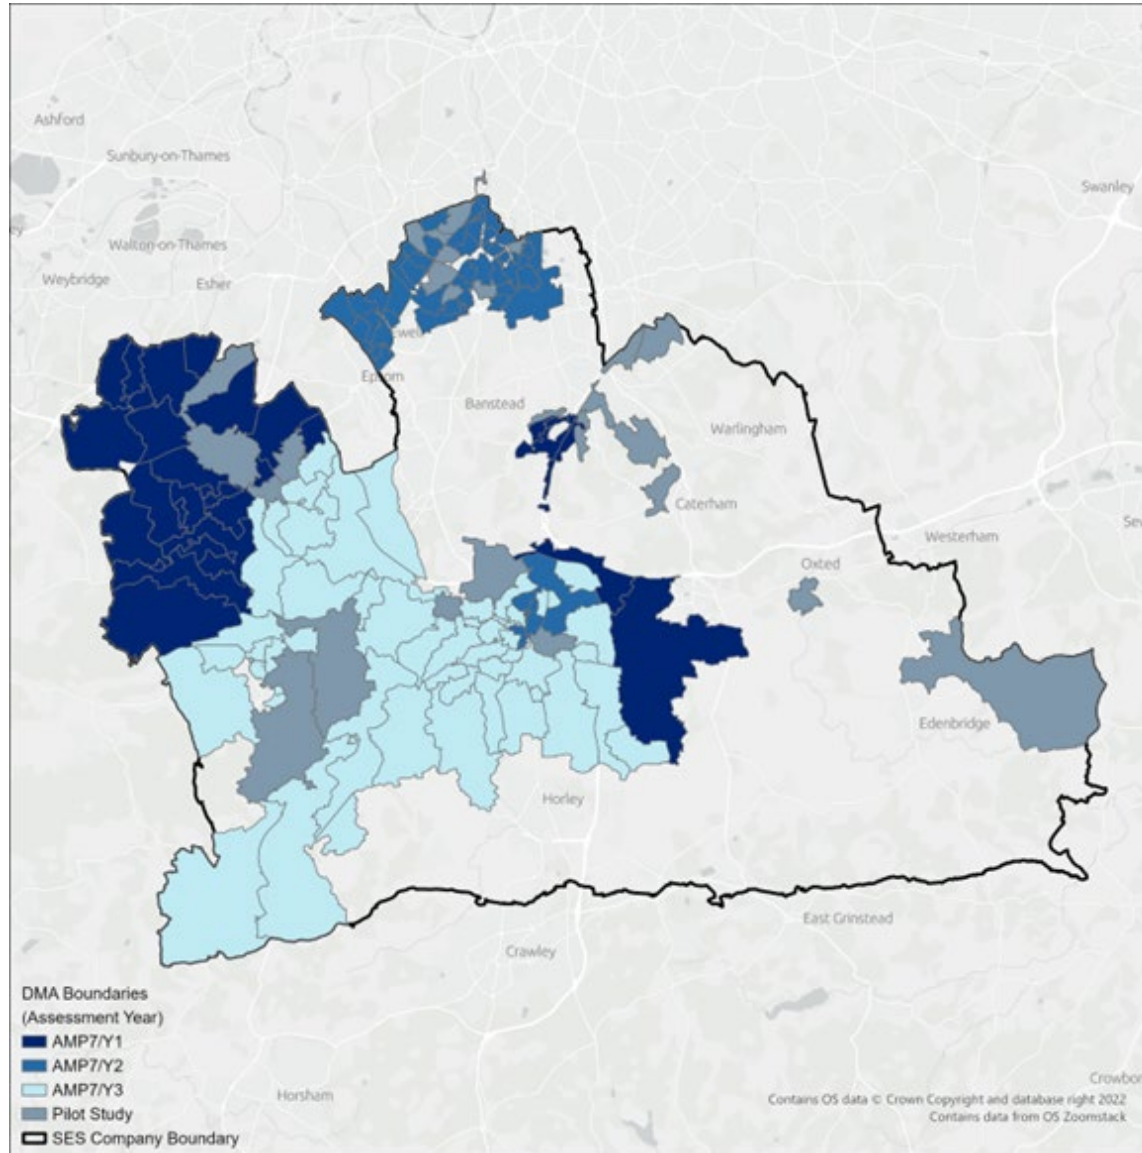 Ashford
Sunbury-on-Thames
Swanley
Walton-on-Thames
Weybridge
Esher
Epsom
Banstead
Warlingham
Caterham
Westerham
Oxted
Edenbridge
Horley
East Grinstead
Crawley
Horsham
DMA Boundaries
(Assessment Year)
AMP7/Y1
AMP7/Y2
AMP7/Y3
Pilot Study
SES Company Boundary
Crowbor
Contains OS data © Crown Copyright and database right 2022
Contains data from OS Zoomstack